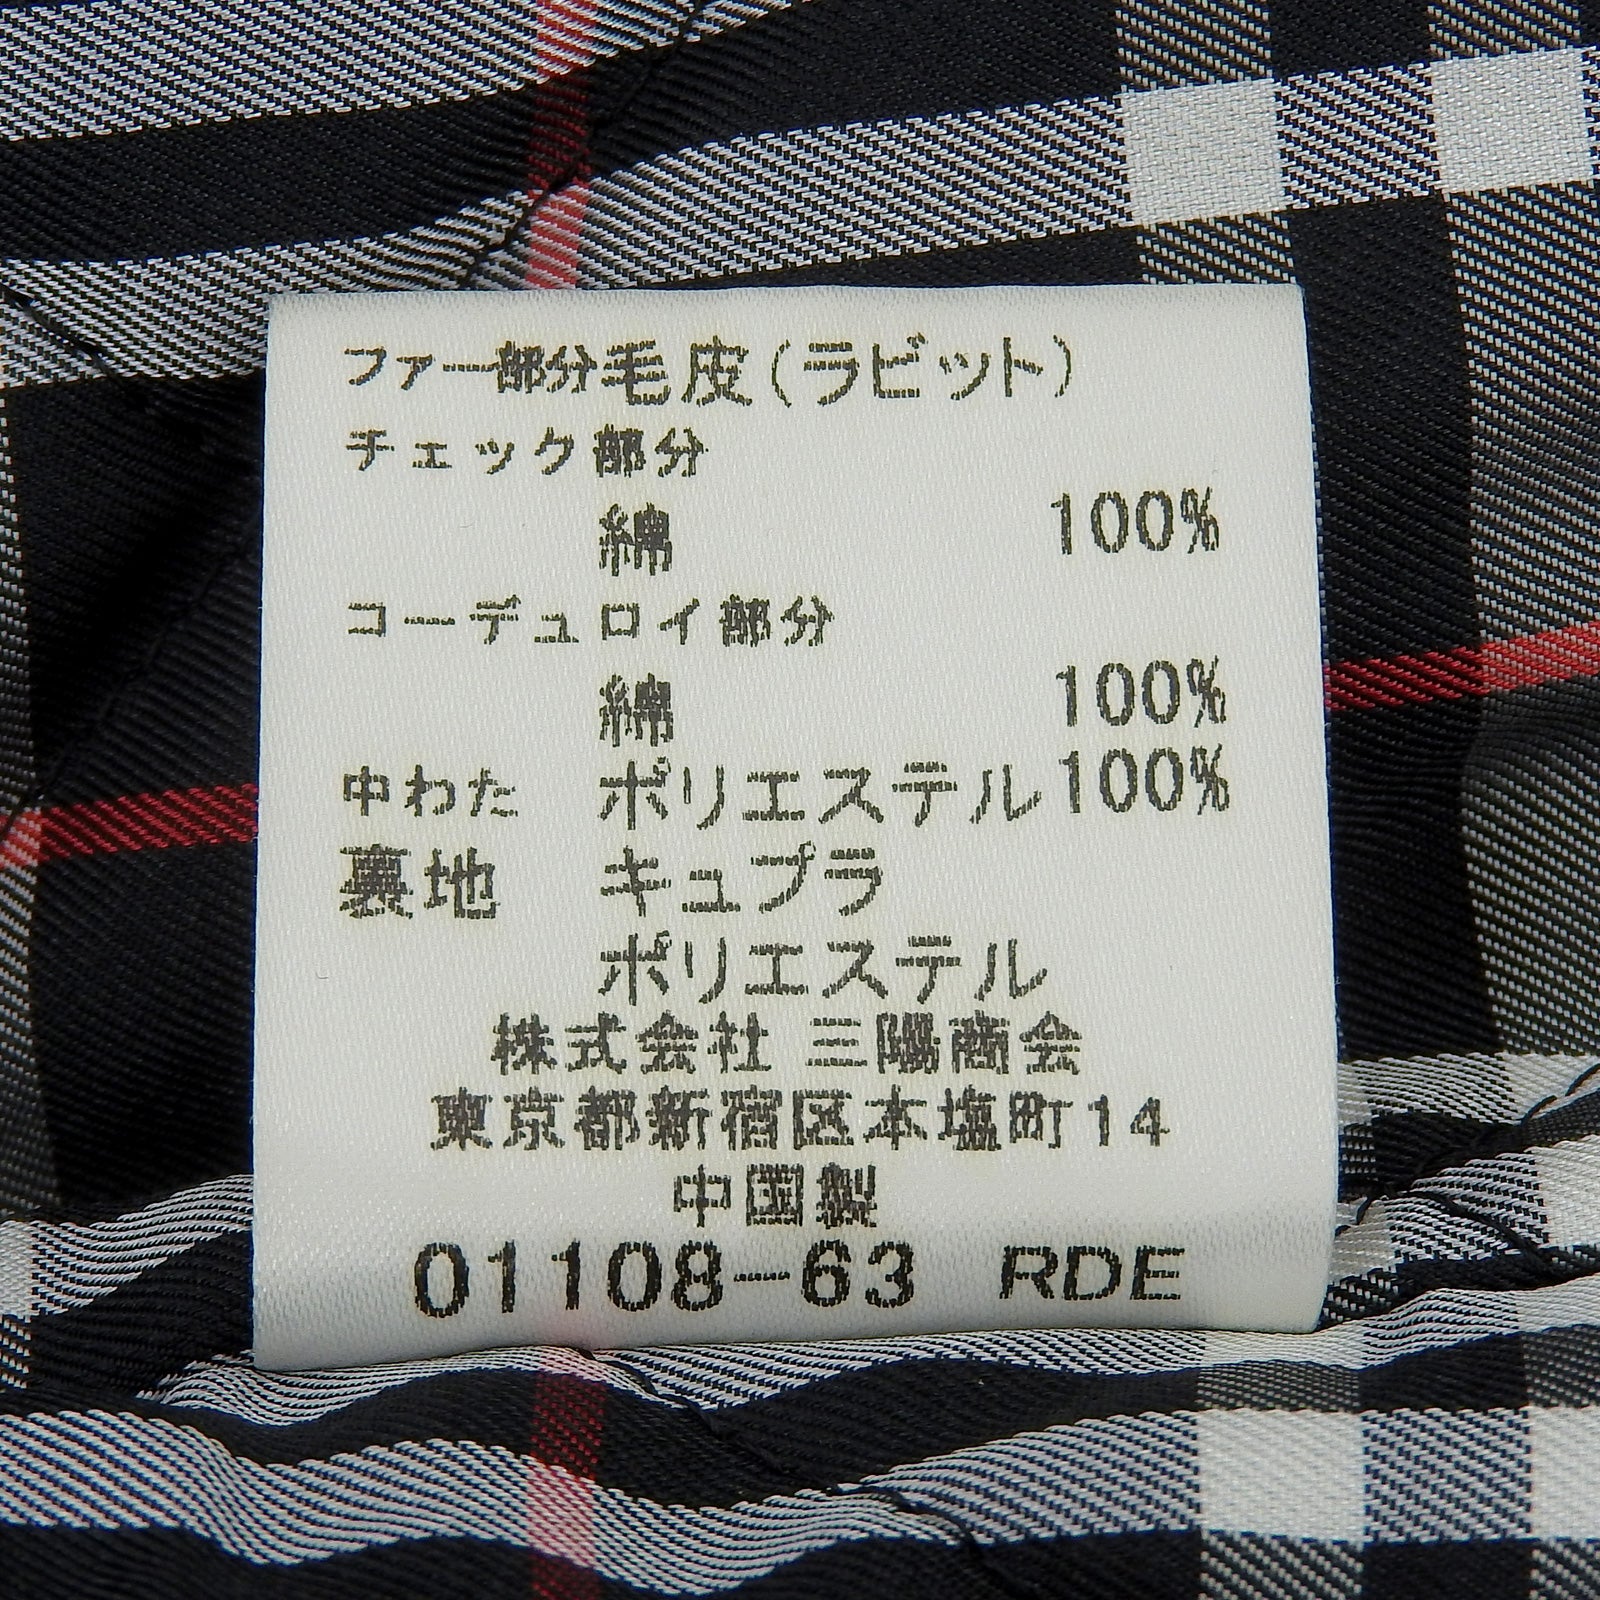 ファー部分毛皮(ラビット)
チェック部分
綿 100%
コーデュロイ部分
綿 100%
中わた ポリエステル100%
裏地 キュプラ
ポリエステル
株式会社 三陽商会
東京都新宿区本塩町14
中国製
01108-63 RDE